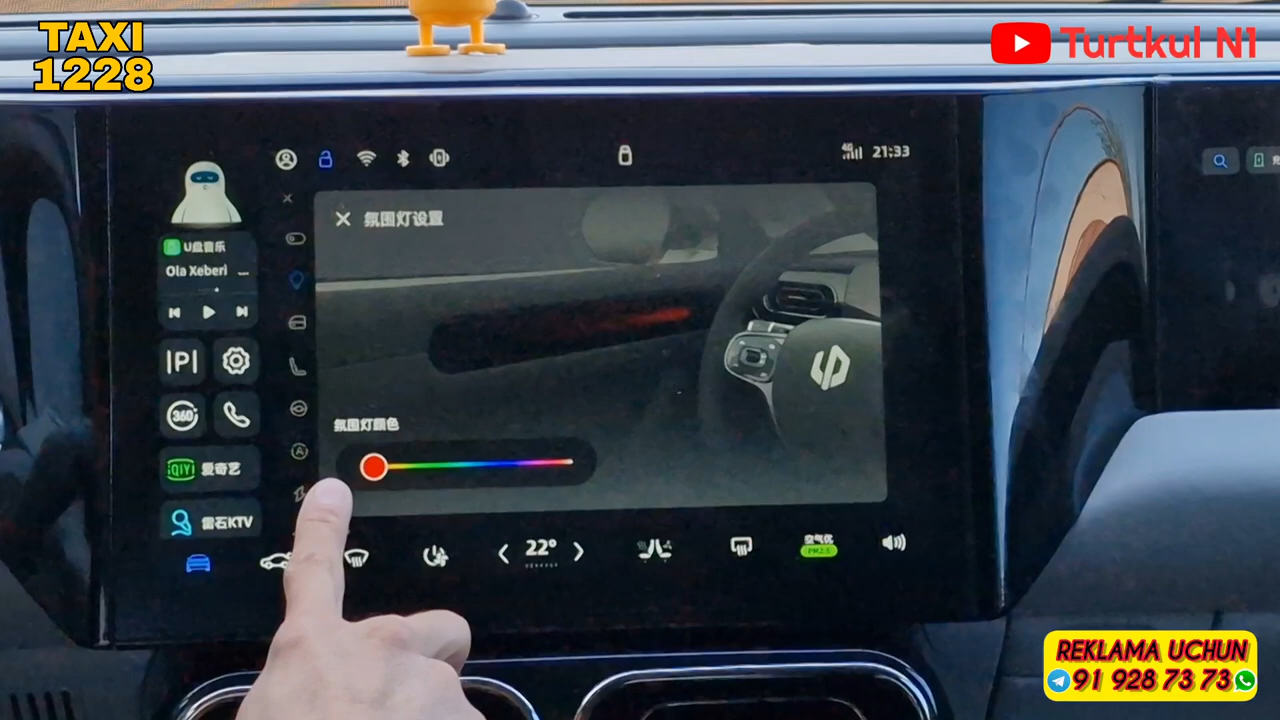 TAXI
1228
Turtkul N1
21:33
氛围灯设置
U盘音乐
Ola Xeberi ...
P
360°
氛围灯颜色
QIYI 爱奇艺
雷石KTV
22°
空气优
PM2.5
REKLAMA UCHUN
91 928 73 73